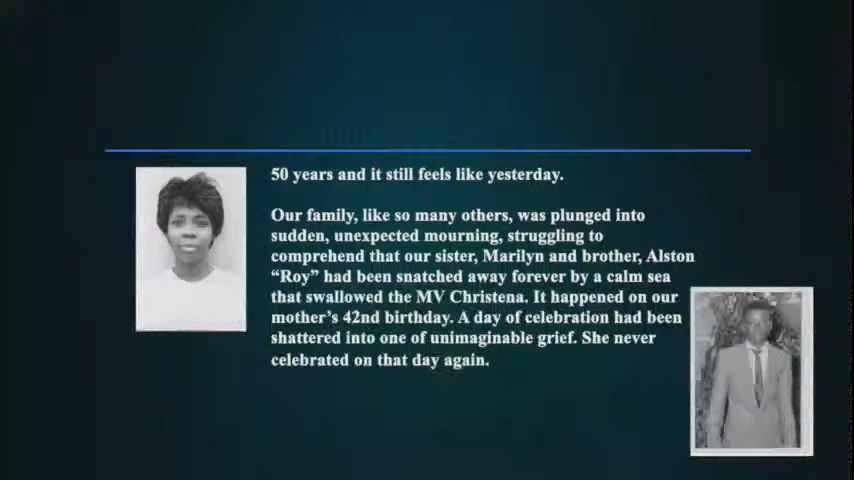 50 years and it still feels like yesterday.
Our family, like so many others, was plunged into
sudden, unexpected mourning, struggling to
comprehend that our sister, Marilyn and brother, Alston
“Roy” had been snatched away forever by a calm sea
that swallowed the MV Christena. It happened on our
mother’s 42nd birthday. A day of celebration had been
shattered into one of unimaginable grief. She never
celebrated on that day again.